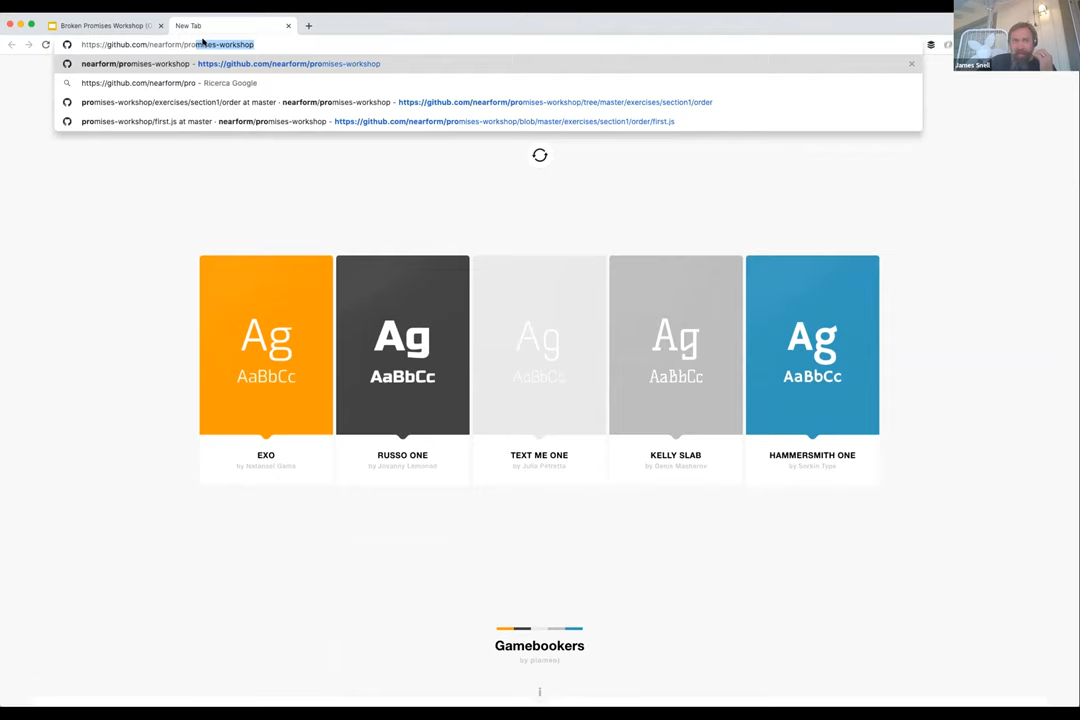 Broken Promises Workshop (
New Tab
https://github.com/nearform/promises-workshop
nearform/promises-workshop - https://github.com/nearform/promises-workshop
https://github.com/nearform/pro - Ricerca Google
promises-workshop/exercises/section1/order at master · nearform/promises-workshop - https://github.com/nearform/promises-workshop/tree/master/exercises/section1/order
promises-workshop/first.js at master · nearform/promises-workshop - https://github.com/nearform/promises-workshop/blob/master/exercises/section1/order/first.js
James Snell
Ag Ag Ag Ag Ag
AaBbCc AaBbCc AaBbCc AaBbCc AaBbCc
EXO RUSSO ONE TEXT ME ONE KELLY SLAB HAMMERSMITH ONE
by Natanael Gama by Jovanny Lemonad by Julia Petretta by Denis Masharov by Sorkin Type
Gamebookers
by